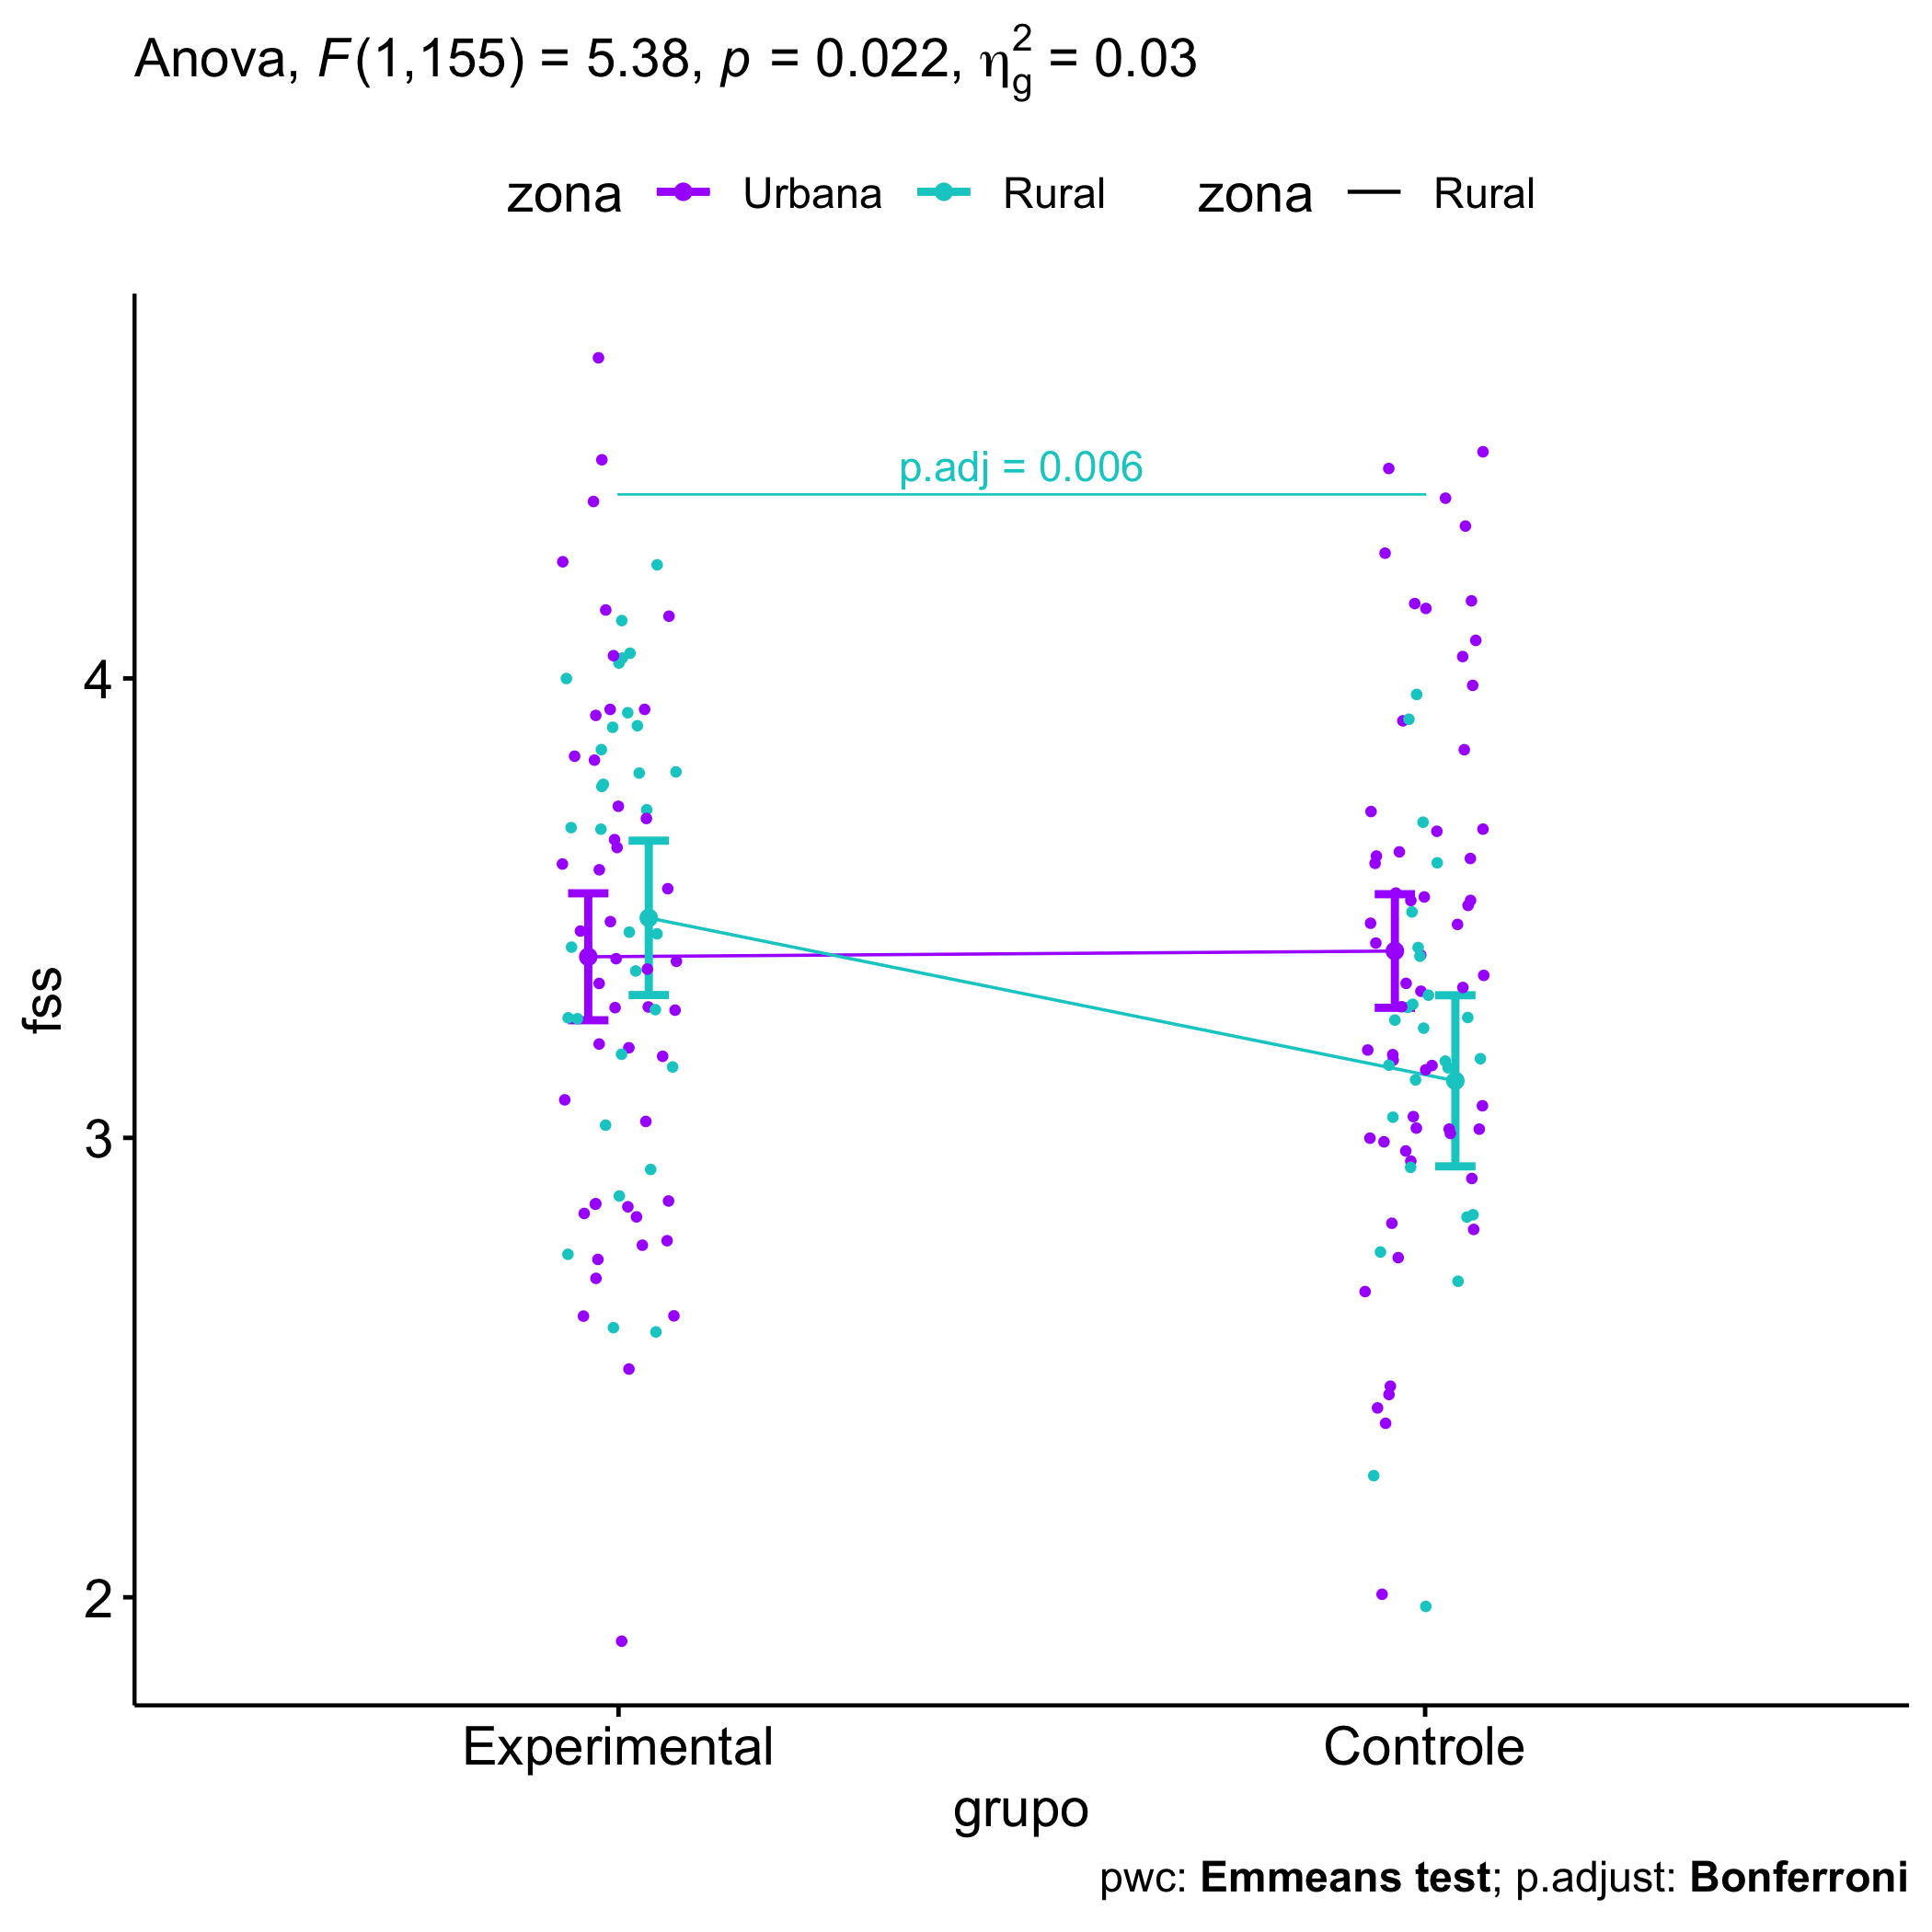 Anova, F(1,155) = 5.38, p = 0.022, η²g = 0.03
zona Urbana Rural zona Rural
p.adj = 0.006
4
3
2
fss
Experimental Controle
grupo
pwc: Emmeans test; p.adjust: Bonferroni